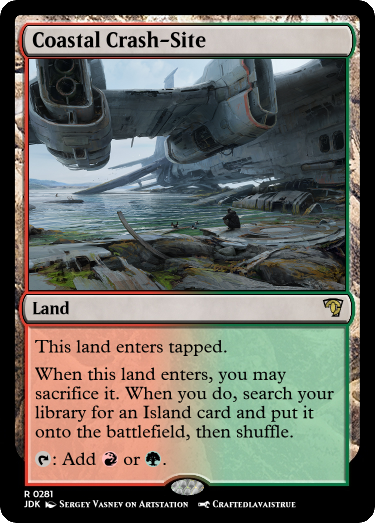 Coastal Crash-Site
Land
This land enters tapped.
When this land enters, you may
sacrifice it. When you do, search your
library for an Island card and put it
onto the battlefield, then shuffle.
: Add or .
R 0281
JDK Sergey Vasnev on Artstation Craftedlavaistrue